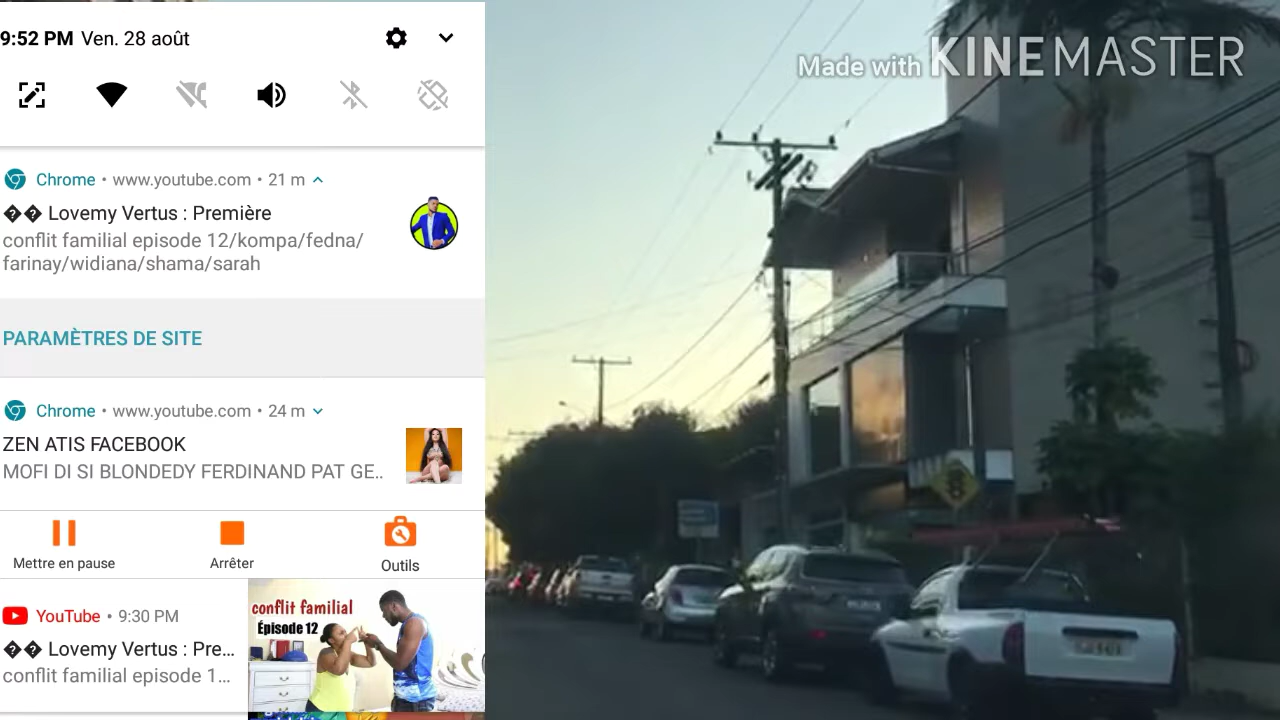 9:52 PM Ven. 28 août
Chrome • www.youtube.com • 21 m
�� Lovemy Vertus : Première
conflit familial episode 12/kompa/fedna/
farinay/widiana/shama/sarah
PARAMÈTRES DE SITE
Chrome • www.youtube.com • 24 m
ZEN ATIS FACEBOOK
MOFI DI SI BLONDEDY FERDINAND PAT GE..
Mettre en pause
Arrêter
Outils
YouTube • 9:30 PM
�� Lovemy Vertus : Pre...
conflit familial episode 1...
conflit familial
Épisode 12
Made with KINEMASTER